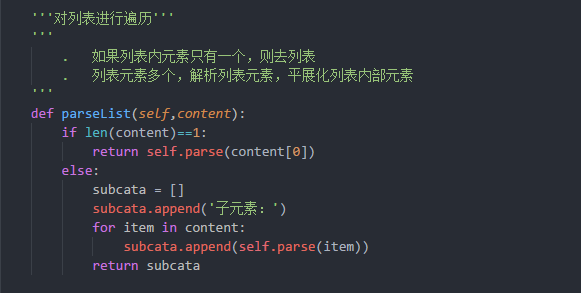 '''对列表进行遍历'''
'''
    .   如果列表内元素只有一个，则去列表
    .   列表元素多个，解析列表元素，平展化列表内部元素
'''
def parseList(self,content):
    if len(content)==1:
        return self.parse(content[0])
    else:
        subcata = []
        subcata.append('子元素：')
        for item in content:
            subcata.append(self.parse(item))
        return subcata